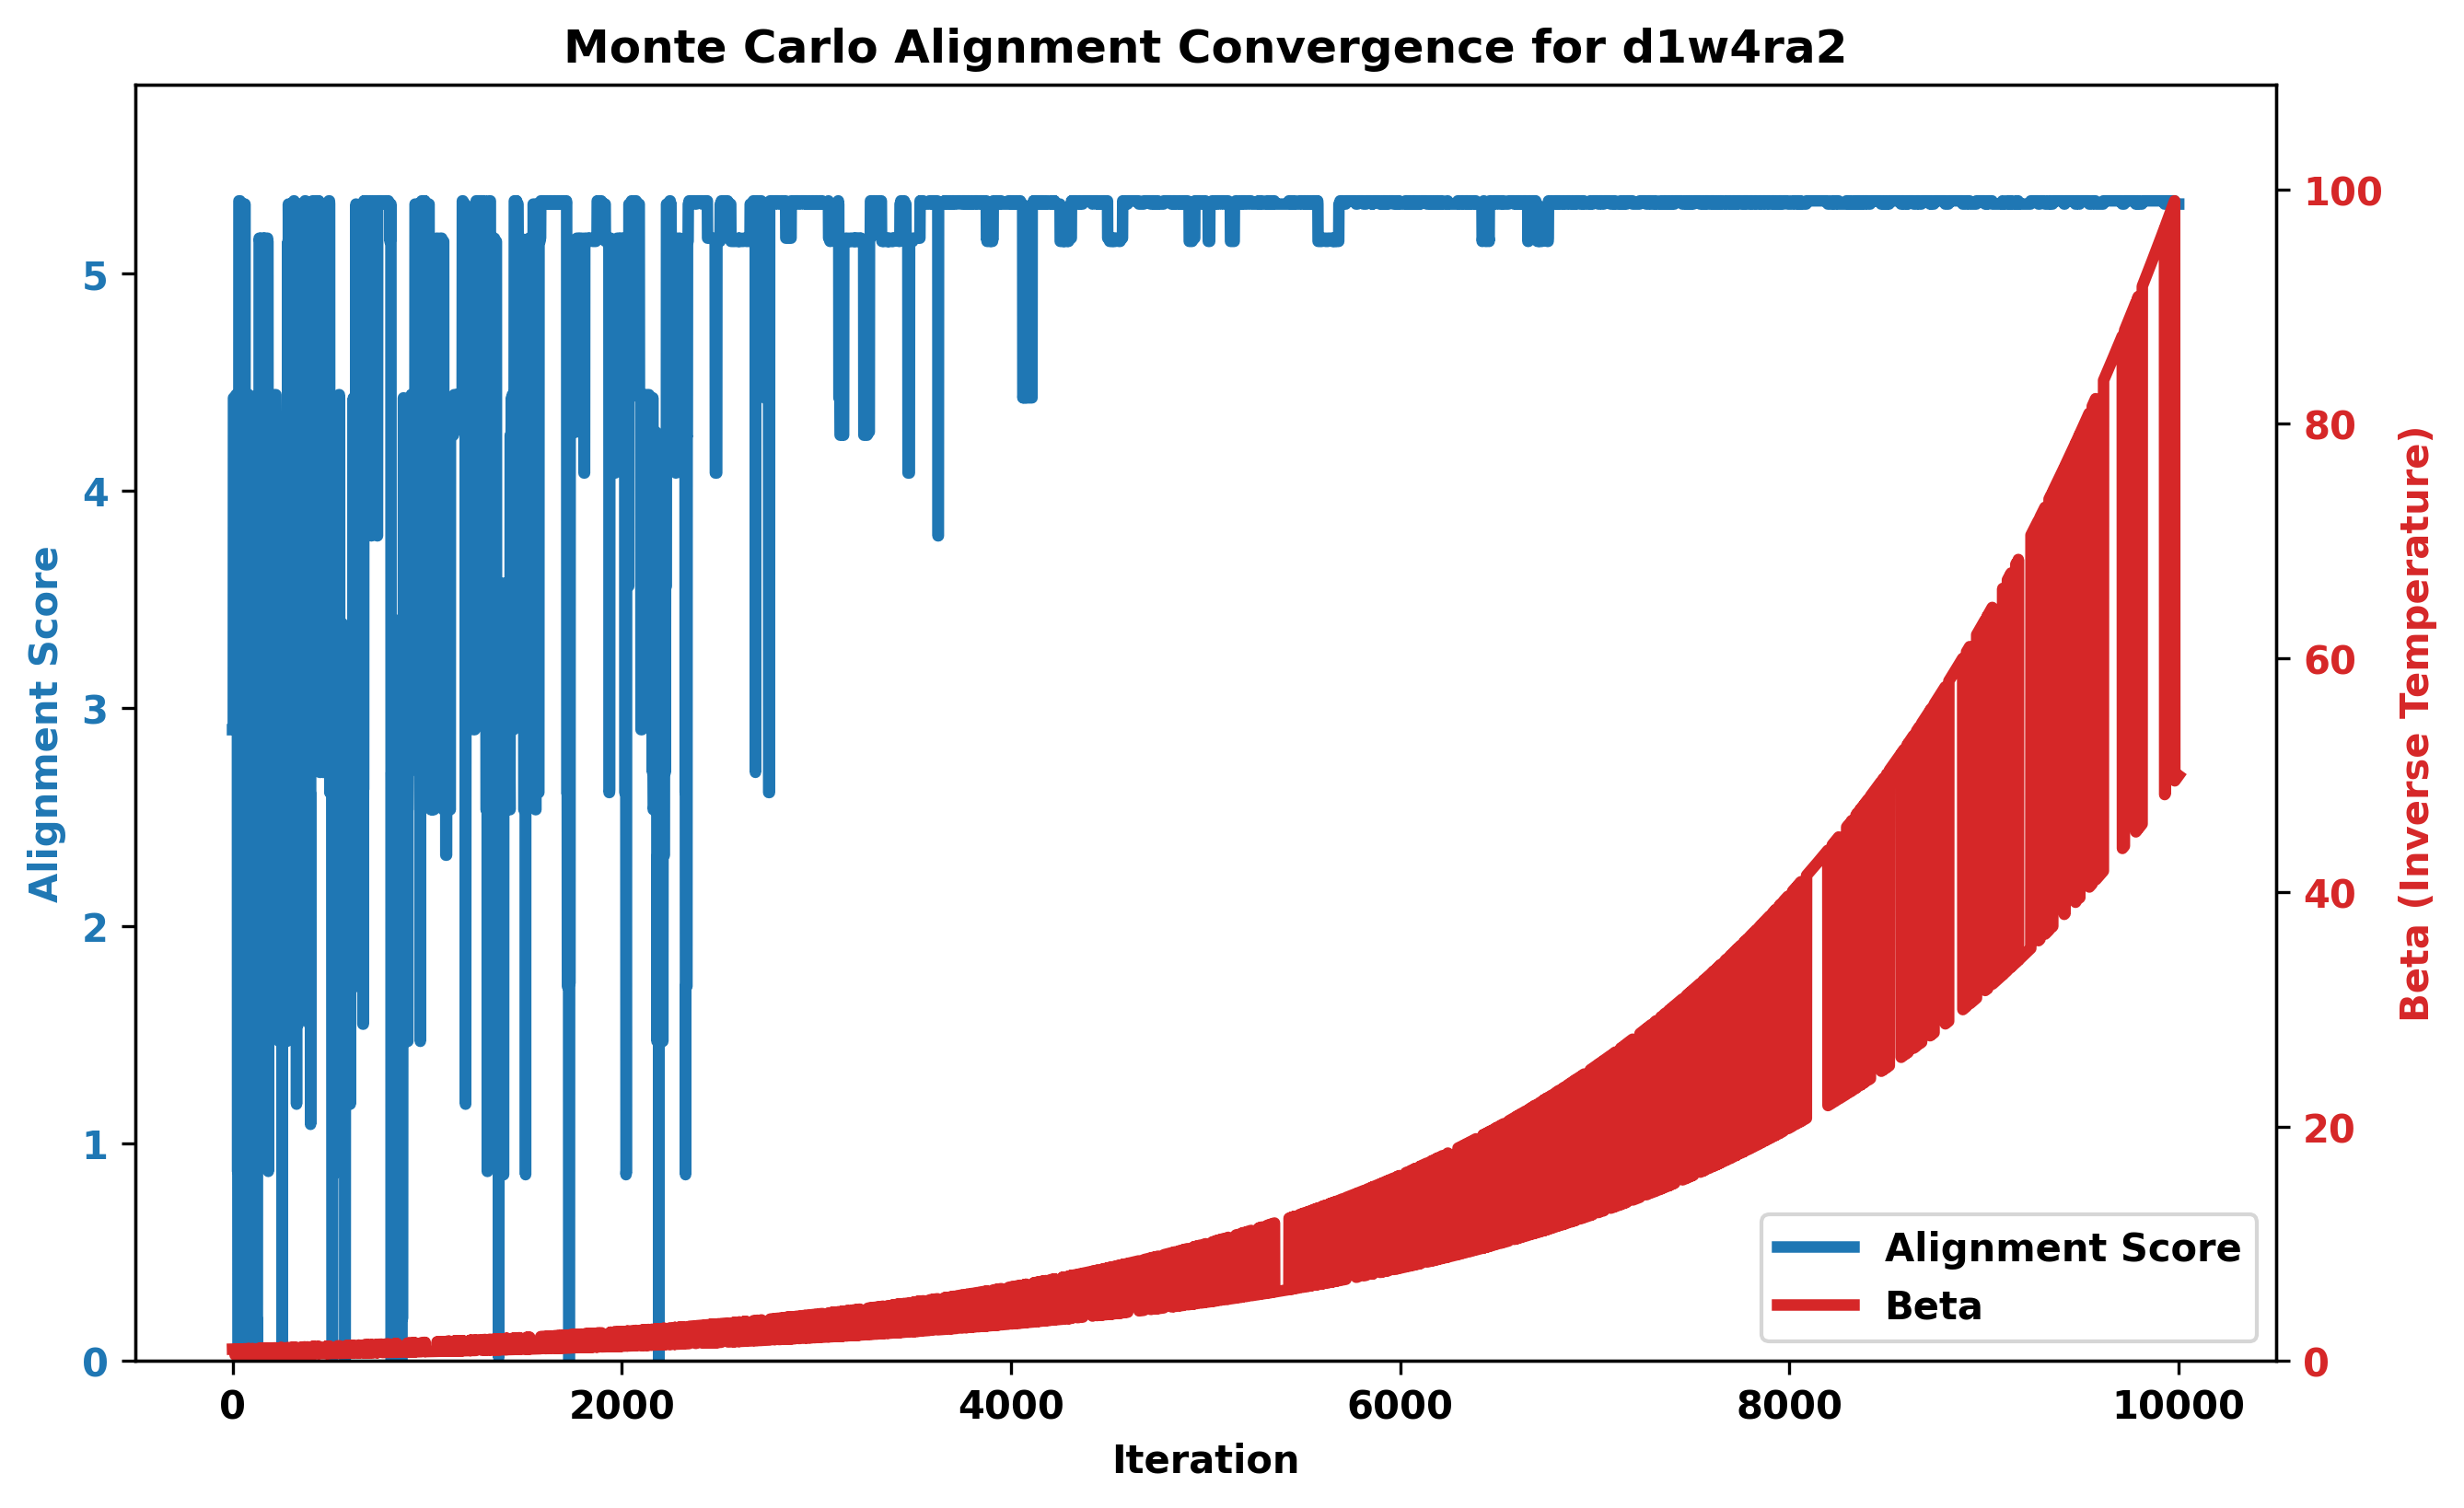 Monte Carlo Alignment Convergence for d1w4ra2
Alignment Score
5
4
3
2
1
0
100
80
60
40
20
0
Beta (Inverse Temperature)
Alignment Score
Beta
0 2000 4000 6000 8000 10000
Iteration